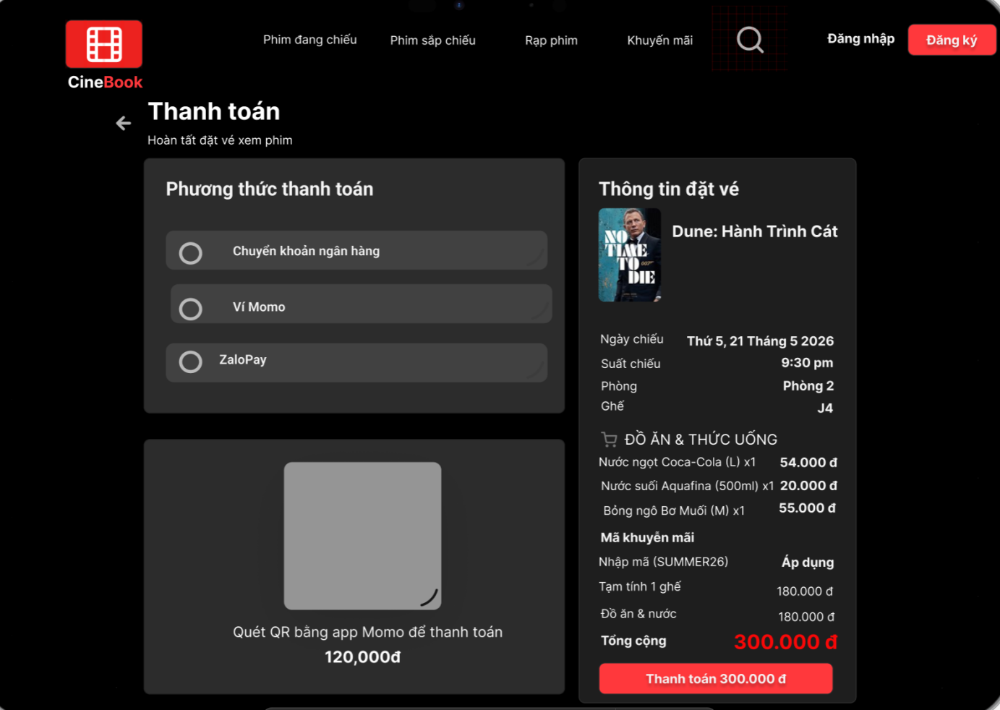 Phim đang chiếu
Phim sắp chiếu
Rạp phim
Khuyến mãi
Đăng nhập
Đăng ký
CineBook
Thanh toán
Hoàn tất đặt vé xem phim
Phương thức thanh toán
Chuyển khoản ngân hàng
Ví Momo
ZaloPay
Quét QR bằng app Momo để thanh toán
120,000đ
Thông tin đặt vé
NO
TIME
TO
007
DIE
Dune: Hành Trình Cát
Ngày chiếu Thứ 5, 21 Tháng 5 2026
Suất chiếu 9:30 pm
Phòng Phòng 2
Ghế J4
ĐỒ ĂN & THỨC UỐNG
Nước ngọt Coca-Cola (L) x1 54.000 đ
Nước suối Aquafina (500ml) x1 20.000 đ
Bỏng ngô Bơ Muối (M) x1 55.000 đ
Mã khuyễn mãi
Nhập mã (SUMMER26) Áp dụng
Tạm tính 1 ghế 180.000 đ
Đồ ăn & nước 180.000 đ
Tổng cộng 300.000 đ
Thanh toán 300.000 đ